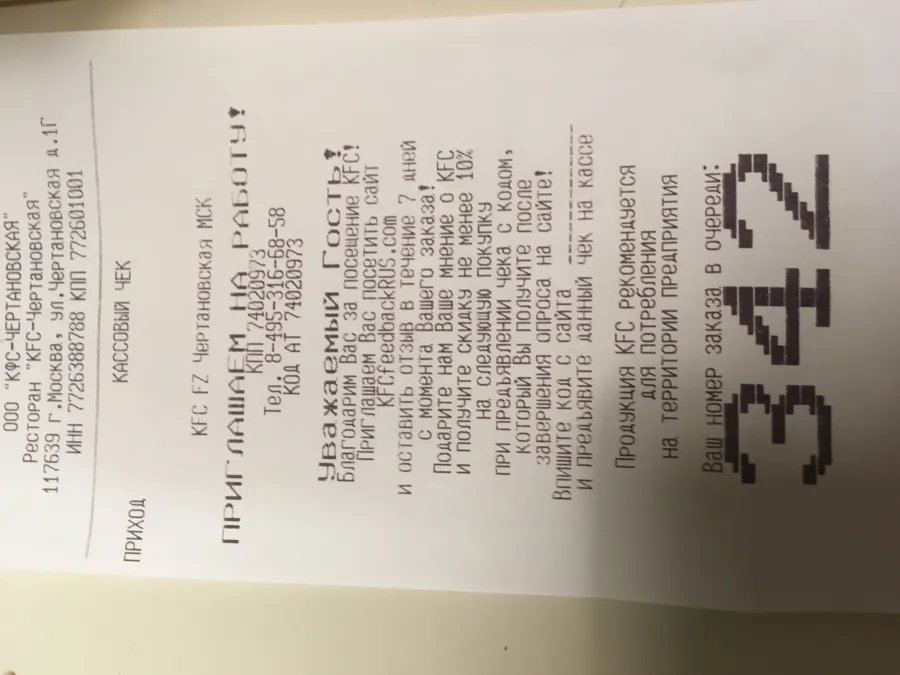 ООО "КФС-ЧЕРТАНОВСКАЯ"
Ресторан "KFC-Чертановская"
117639 Г.Москва, ул.Чертановская д.1Г
ИНН 7726388788 КПП 772601001
ПРИХОД КАССОВЫЙ ЧЕК
KFC FZ Чертановская МСК
ПРИГЛАШАЕМ НА РАБОТУ!
КПП 74020973
Тел. 8-495-316-68-58
Код АТ 74020973
Уважаемый Гость!
Благодарим Вас за посещение KFC!
Приглашаем Вас посетить сайт
KFCfeedbackRUS.com
и оставить отзыв в течение 7 дней
с момента Вашего заказа!
Подарите нам Ваше мнение о KFC
и получите скидку не менее 10%
на следующую покупку
при предъявлении чека с кодом,
который Вы получите после
завершения опроса на сайте!
Впишите код с сайта ------------
и предъявите данный чек на кассе
Продукция KFC рекомендуется
для потребления
на территории предприятия
Ваш номер заказа в очереди:
342